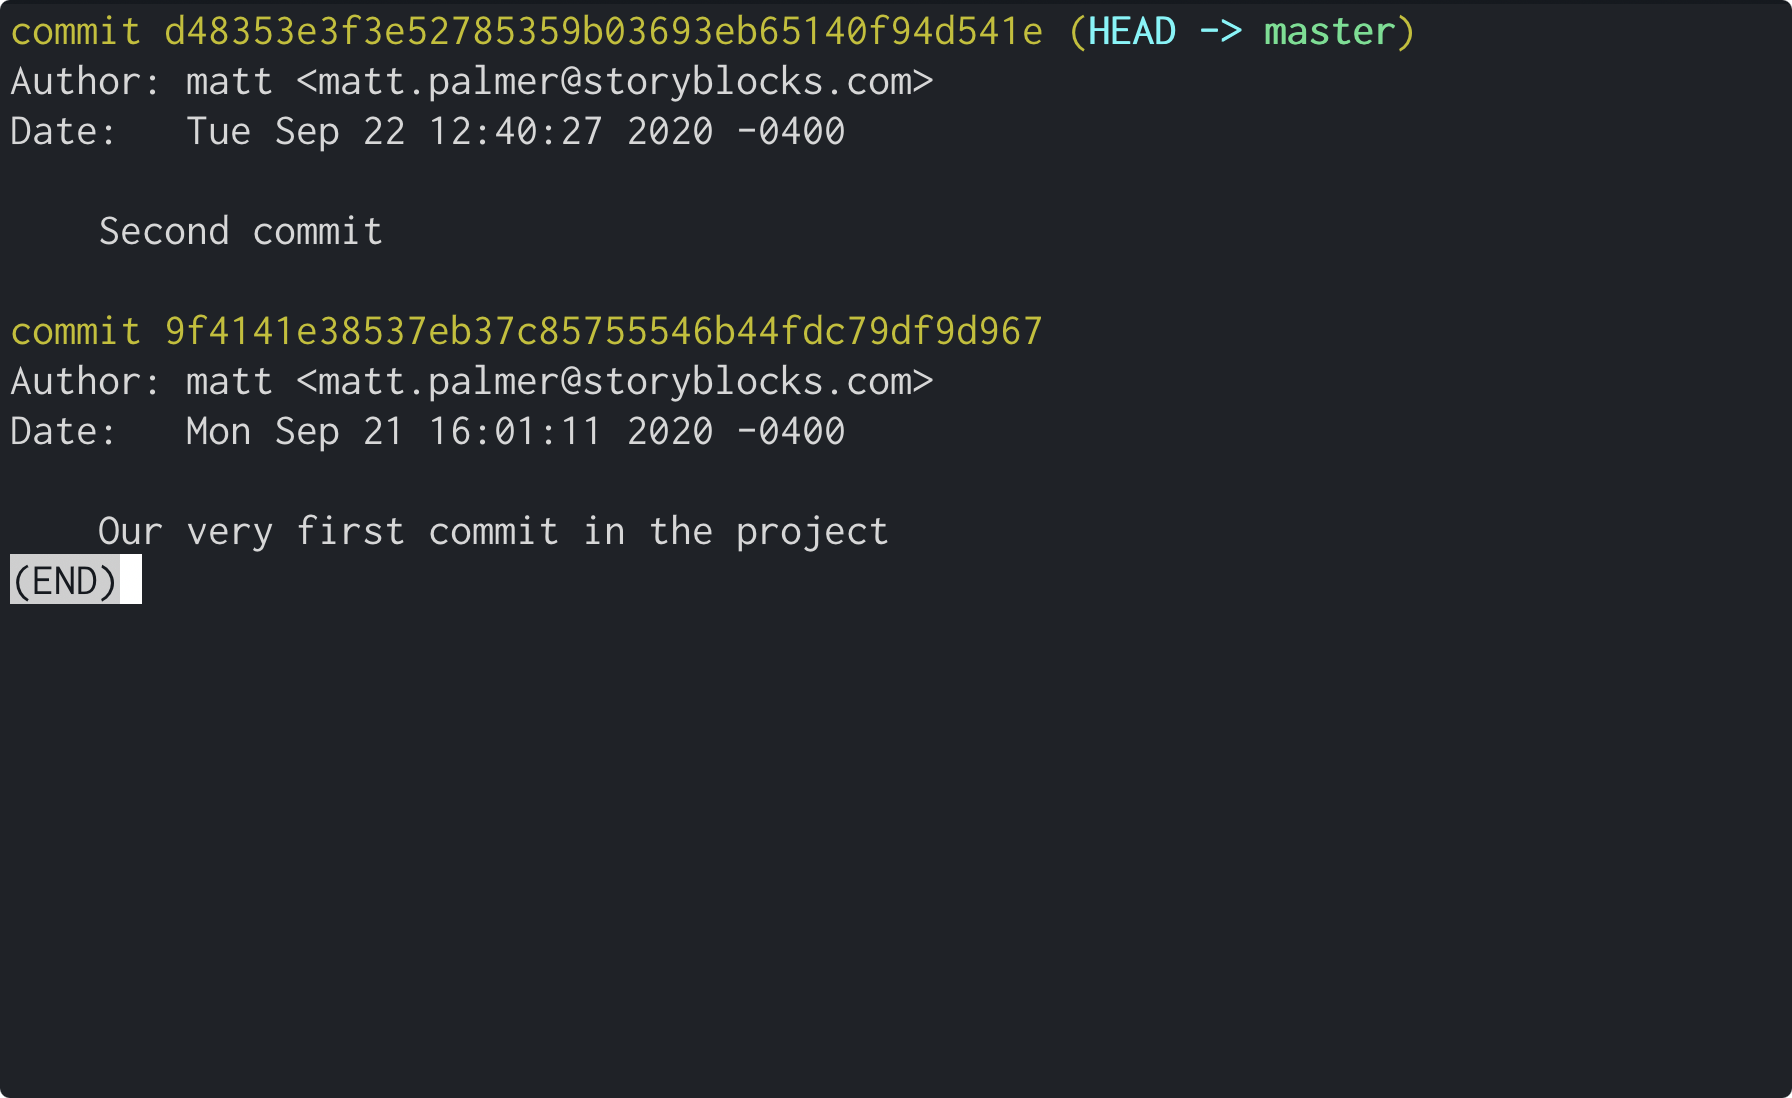 commit d48353e3f3e52785359b03693eb65140f94d541e (HEAD -> master)
Author: matt <matt.palmer@storyblocks.com>
Date:   Tue Sep 22 12:40:27 2020 -0400
    Second commit
commit 9f4141e38537eb37c85755546b44fdc79df9d967
Author: matt <matt.palmer@storyblocks.com>
Date:   Mon Sep 21 16:01:11 2020 -0400
    Our very first commit in the project
(END)